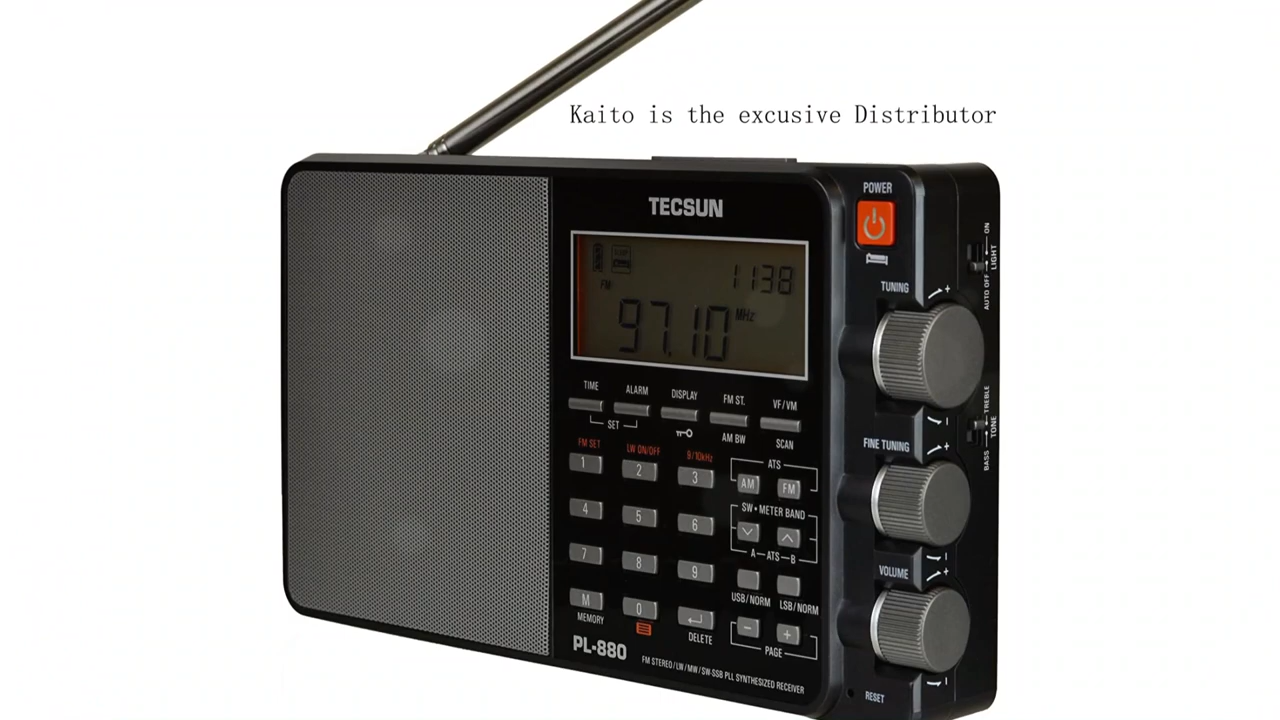 Kaito is the excusive Distributor
TECSUN
FM
1138
97.10 MHz
TIME ALARM DISPLAY FM ST. VF/VM
SET AM BW SCAN
FM SET LW ON/OFF 9/10kHz
1 2 3
ATS
AM FM
4 5 6
SW•METER BAND
A—ATS—B
7 8 9
USB/NORM LSB/NORM
M 0
MEMORY DELETE
- +
PAGE
PL-880
FM STEREO/LW/MW/SW-SSB PLL SYNTHESIZED RECEIVER
POWER
TUNING
+
-
FINE TUNING
+
-
VOLUME
+
-
RESET
AUTO OFF ON
LIGHT
BASS TREBLE
TONE